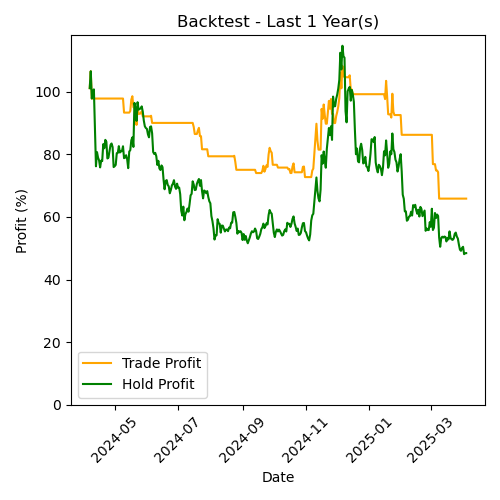 Backtest - Last 1 Year(s)
Profit (%)
100
80
60
40
20
0
Trade Profit
Hold Profit
2024-05
2024-07
2024-09
2024-11
2025-01
2025-03
Date